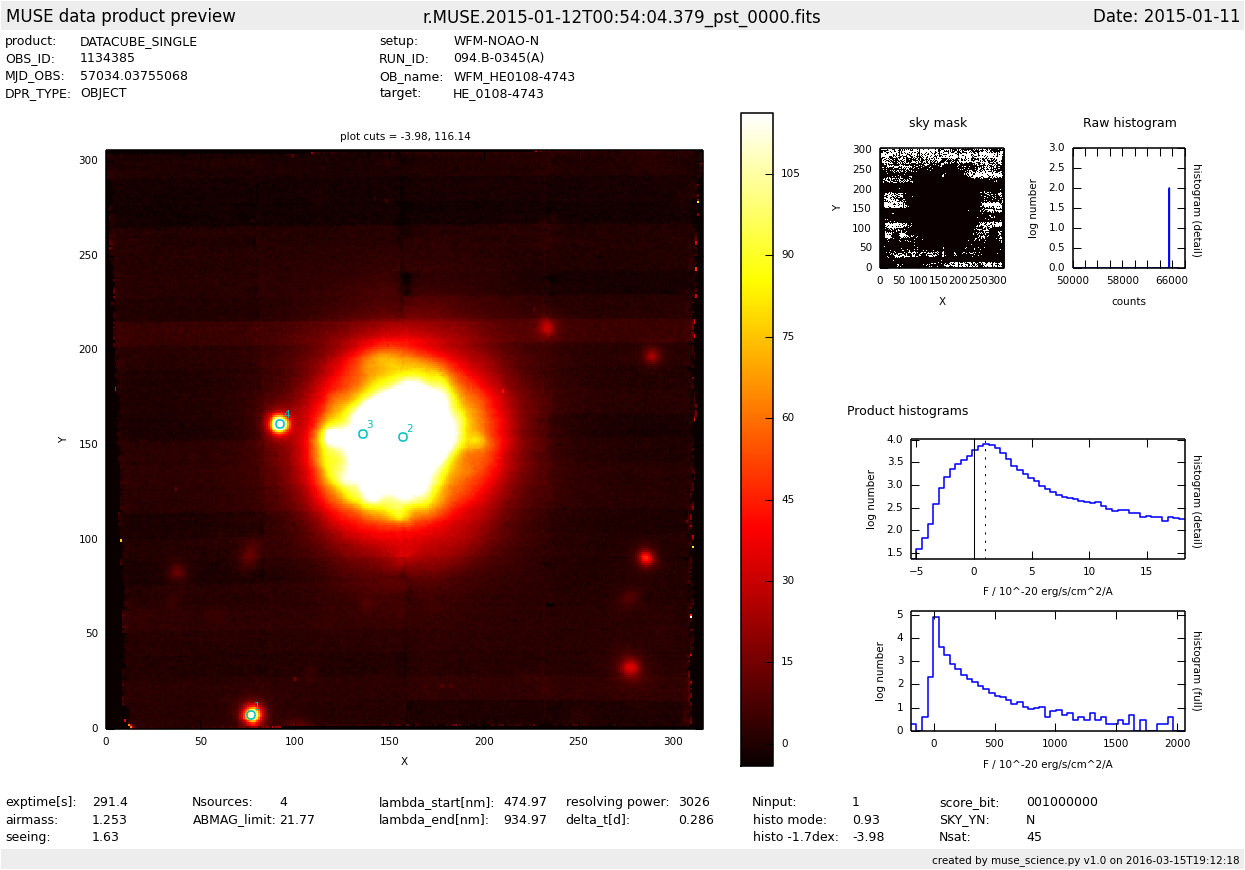 MUSE data product preview r.MUSE.2015-01-12T00:54:04.379_pst_0000.fits Date: 2015-01-11
product: DATACUBE_SINGLE setup: WFM-NOAO-N
OBS_ID: 1134385 RUN_ID: 094.B-0345(A)
MJD_OBS: 57034.03755068 OB_name: WFM_HE0108-4743
DPR_TYPE: OBJECT target: HE_0108-4743
plot cuts = -3.98, 116.14
300
250
200
150
100
50
0
Y
0 50 100 150 200 250 300
X
4
3
2
1
105
90
75
60
45
30
15
0
sky mask
300
250
200
150
100
50
0
Y
0 50 100 150 200 250 300
X
Raw histogram
3.0
2.5
2.0
1.5
1.0
0.5
0.0
log number
histogram (detail)
50000 58000 66000
counts
Product histograms
4.0
3.5
3.0
2.5
2.0
1.5
log number
histogram (detail)
−5 0 5 10 15
F / 10^-20 erg/s/cm^2/A
5
4
3
2
1
0
log number
histogram (full)
0 500 1000 1500 2000
F / 10^-20 erg/s/cm^2/A
exptime[s]: 291.4 Nsources: 4 lambda_start[nm]: 474.97 resolving power: 3026 Ninput: 1 score_bit: 001000000
airmass: 1.253 ABMAG_limit: 21.77 lambda_end[nm]: 934.97 delta_t[d]: 0.286 histo mode: 0.93 SKY_YN: N
seeing: 1.63 histo -1.7dex: -3.98 Nsat: 45
created by muse_science.py v1.0 on 2016-03-15T19:12:18